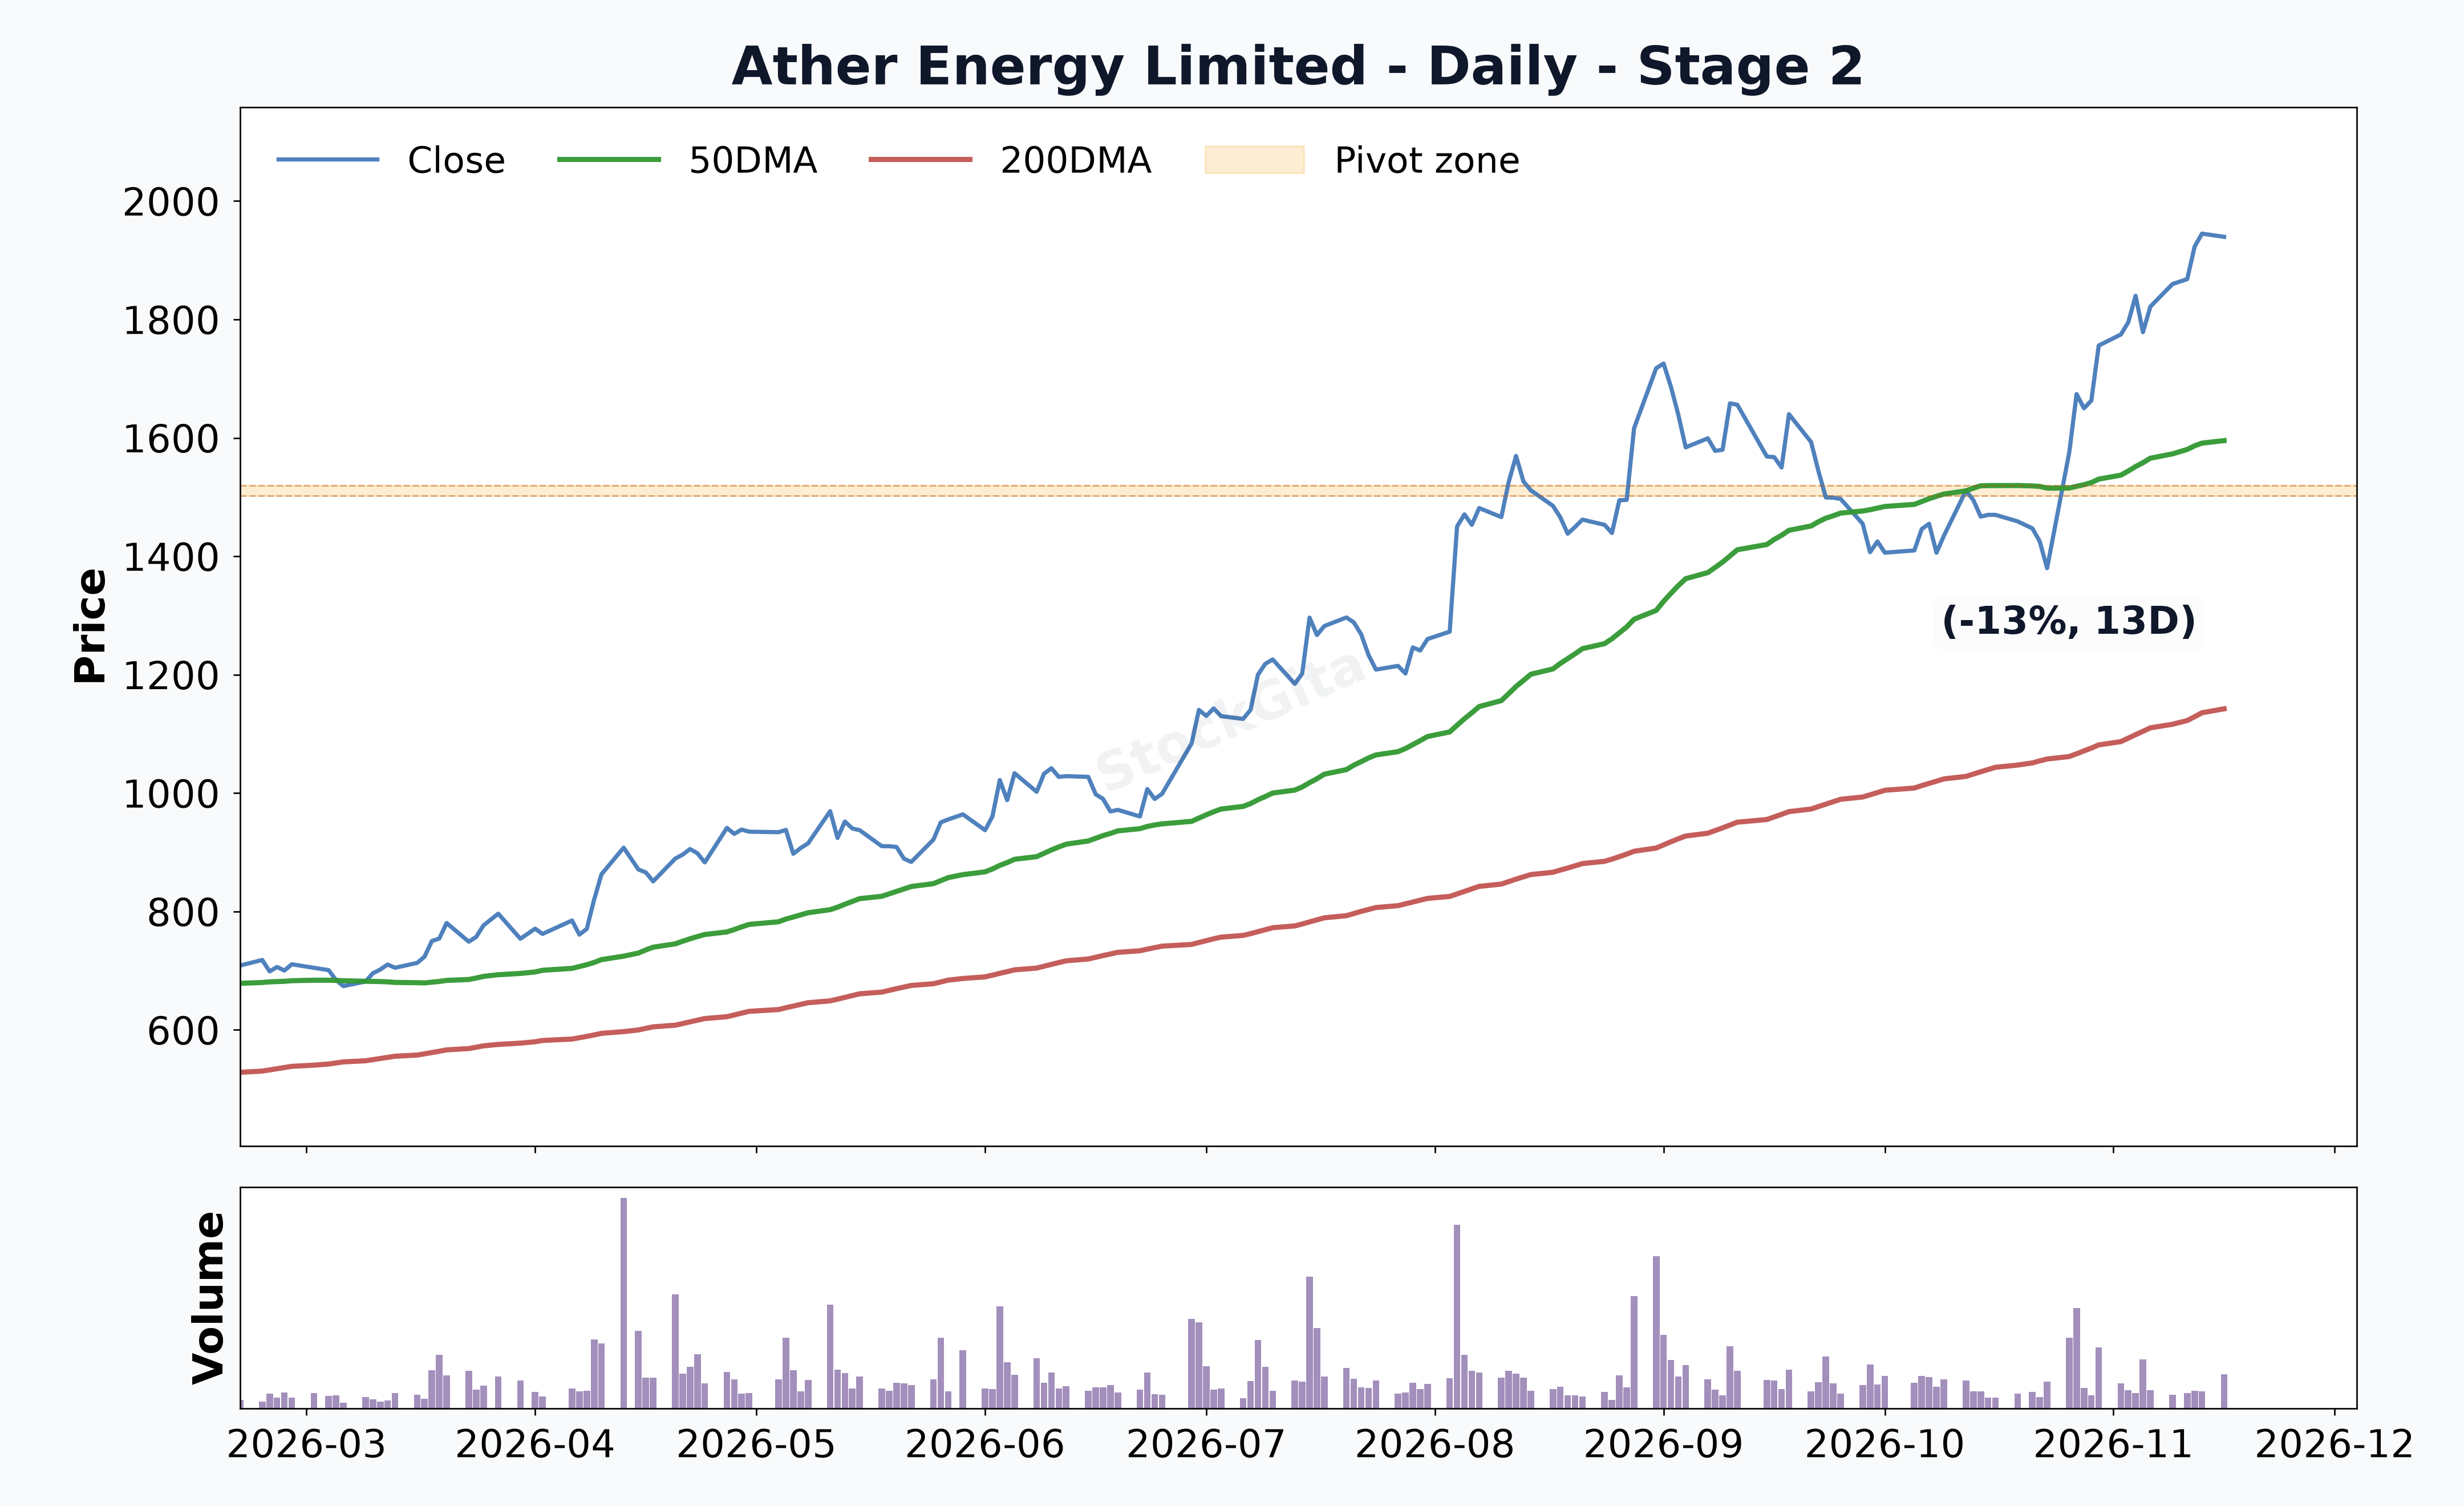 Ather Energy Limited - Daily - Stage 2
Close 50DMA 200DMA Pivot zone
Price
2000
1800
1600
1400
1200
1000
800
600
(-13%, 13D)
StockGita
Volume
2026-03 2026-04 2026-05 2026-06 2026-07 2026-08 2026-09 2026-10 2026-11 2026-12